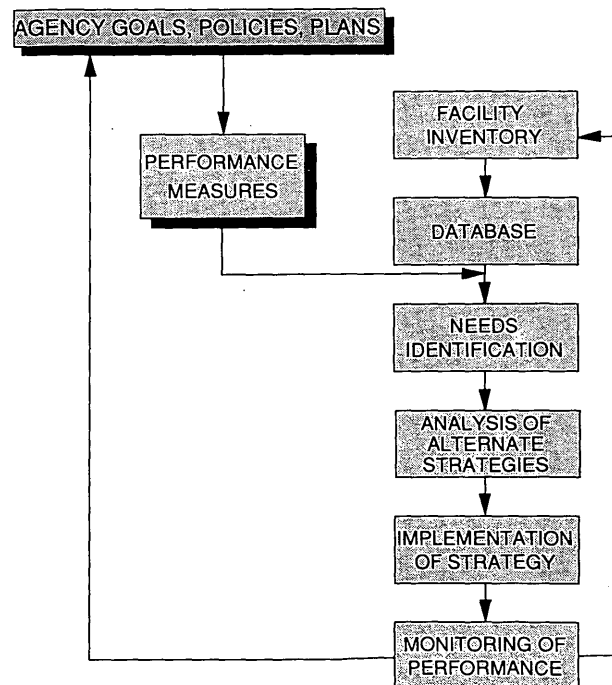 AGENCY GOALS, POLICIES, PLANS
PERFORMANCE
MEASURES
FACILITY
INVENTORY
DATABASE
NEEDS
IDENTIFICATION
ANALYSIS OF
ALTERNATE
STRATEGIES
IMPLEMENTATION
OF STRATEGY
MONITORING OF
PERFORMANCE